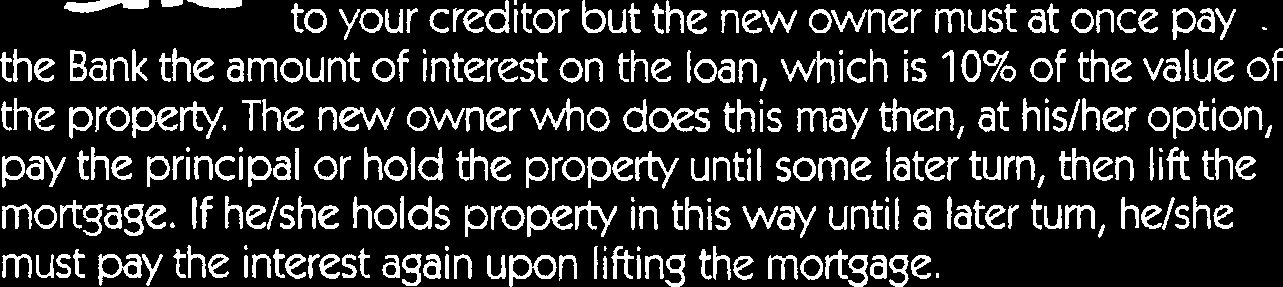 to your creditor but the new owner must at once pay
the Bank the amount of interest on the loan, which is 10% of the value of
the property. The new owner who does this may then, at his/her option,
pay the principal or hold the property until some later turn, then lift the
mortgage. If he/she holds property in this way until a later turn, he/she
must pay the interest again upon lifting the mortgage.